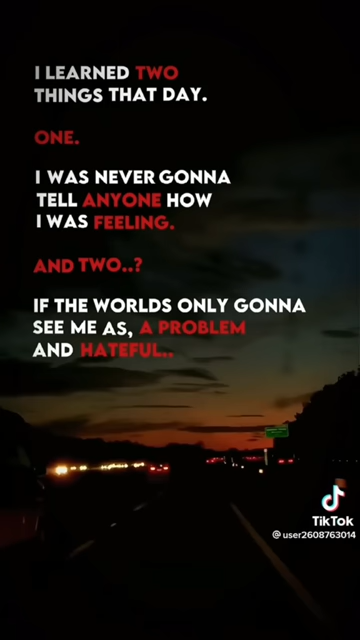 I LEARNED TWO
THINGS THAT DAY.
ONE.
I WAS NEVER GONNA
TELL ANYONE HOW
I WAS FEELING.
AND TWO..?
IF THE WORLDS ONLY GONNA
SEE ME AS, A PROBLEM
AND HATEFUL..
TikTok
@user2608763014